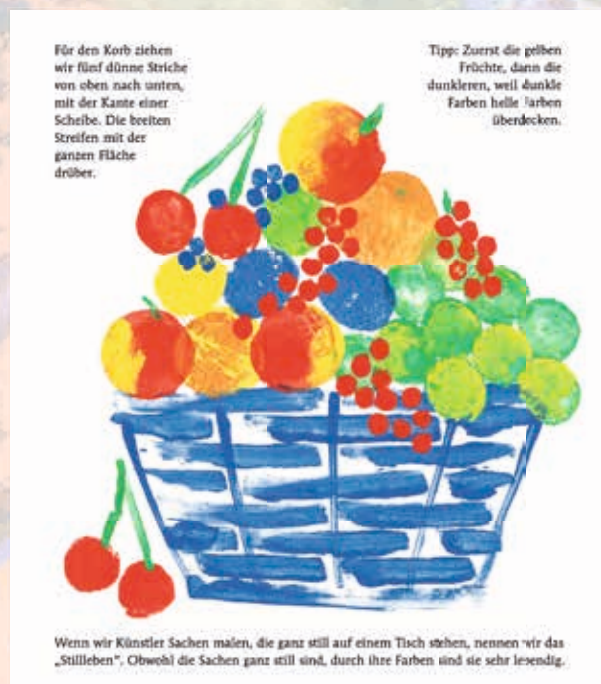 Für den Korb ziehen
wir fünf dünne Striche
von oben nach unten,
mit der Kante einer
Scheibe. Die breiten
Streifen mit der
ganzen Fläche
drüber.
Tipp: Zuerst die gelben
Früchte, dann die
dunkleren, weil dunkle
Farben helle Farben
überdecken.
Wenn wir Künstler Sachen malen, die ganz still auf einem Tisch stehen, nennen wir das
„Stillleben“. Obwohl die Sachen ganz still sind, durch ihre Farben sind sie sehr lebendig.